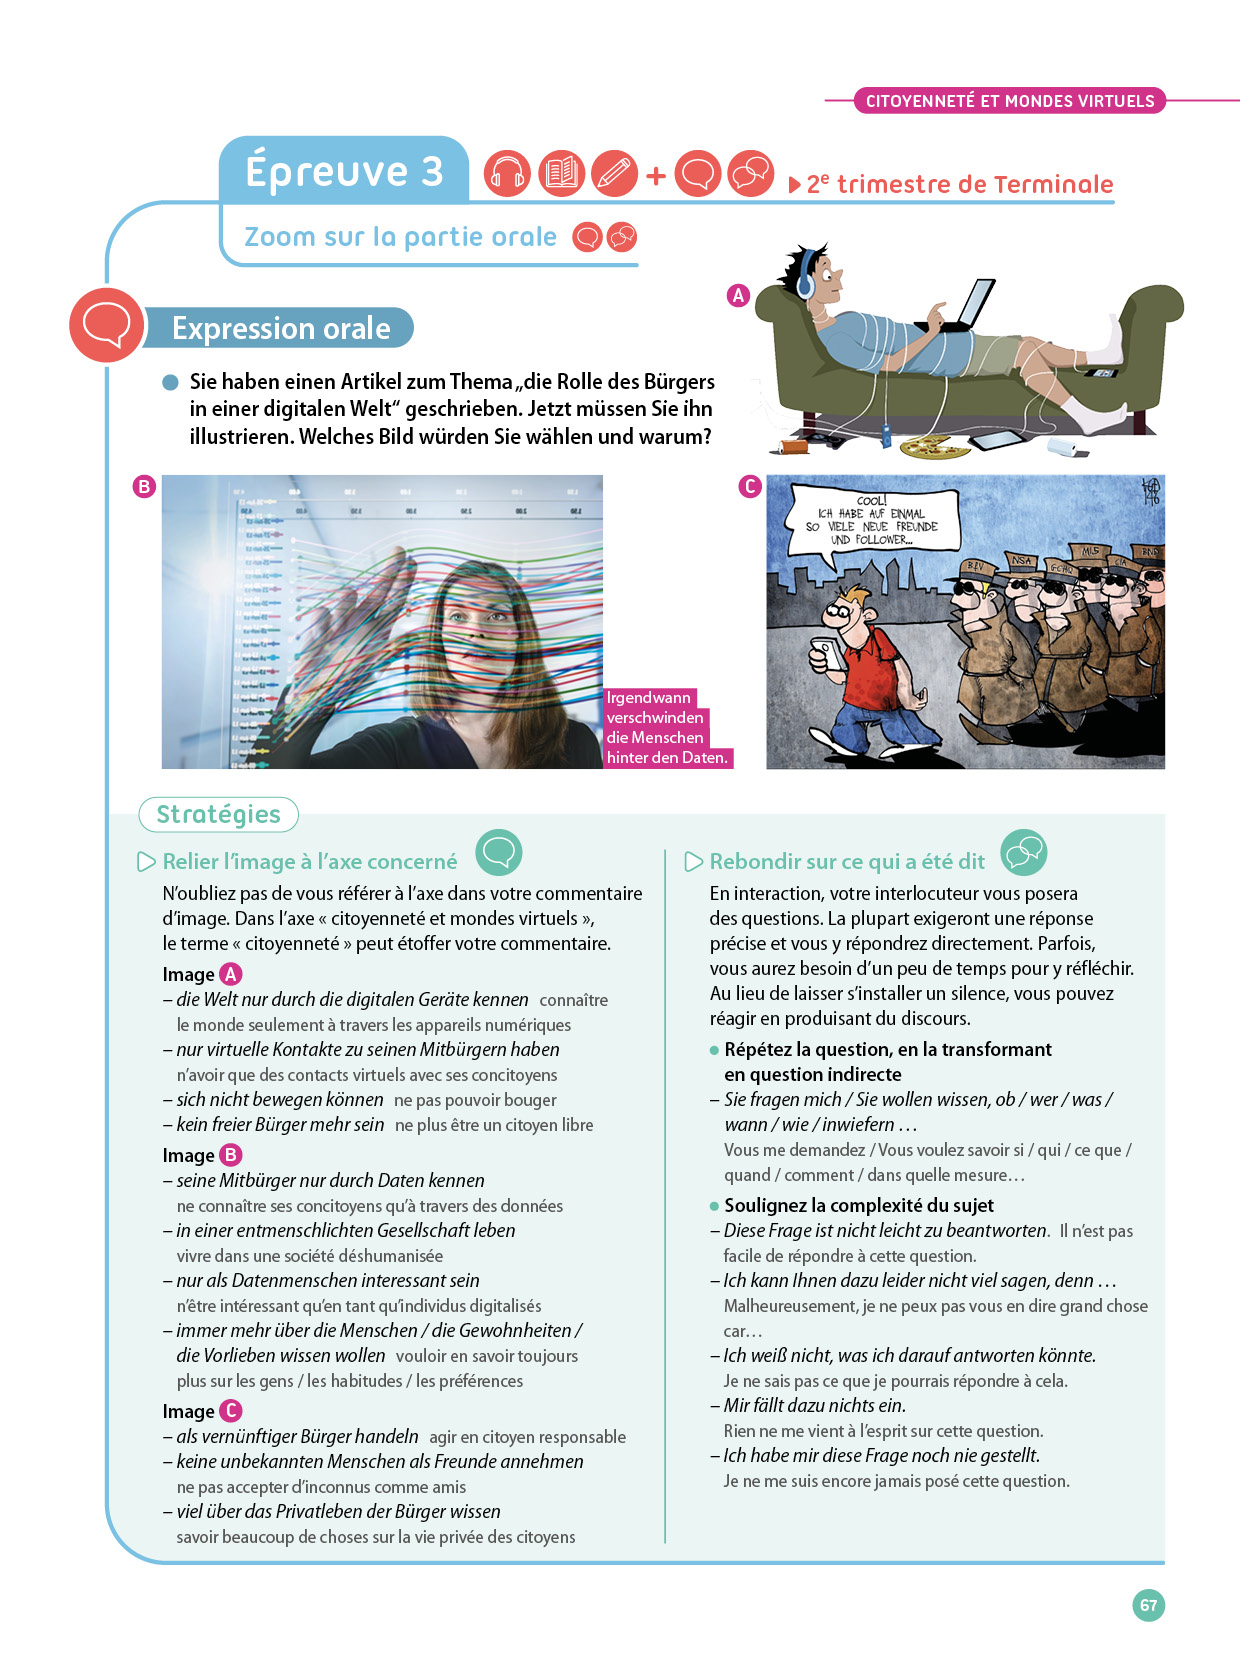 CITOYENNETÉ ET MONDES VIRTUELS
Épreuve 3
+
2e trimestre de Terminale
Zoom sur la partie orale
Expression orale
Sie haben einen Artikel zum Thema „die Rolle des Bürgers
in einer digitalen Welt“ geschrieben. Jetzt müssen Sie ihn
illustrieren. Welches Bild würden Sie wählen und warum?
A
B
Irgendwann
verschwinden
die Menschen
hinter den Daten.
C
COOL!
ICH HABE AUF EINMAL
SO VIELE NEUE FREUNDE
UND FOLLOWER...
BfV
NSA
GCHQ
MI5
CIA
BND
Stratégies
Relier l’image à l’axe concerné
N’oubliez pas de vous référer à l’axe dans votre commentaire
d’image. Dans l’axe « citoyenneté et mondes virtuels »,
le terme « citoyenneté » peut étoffer votre commentaire.
Image A
– die Welt nur durch die digitalen Geräte kennen connaître
le monde seulement à travers les appareils numériques
– nur virtuelle Kontakte zu seinen Mitbürgern haben
n’avoir que des contacts virtuels avec ses concitoyens
– sich nicht bewegen können ne pas pouvoir bouger
– kein freier Bürger mehr sein ne plus être un citoyen libre
Image B
– seine Mitbürger nur durch Daten kennen
ne connaître ses concitoyens qu’à travers des données
– in einer entmenschlichten Gesellschaft leben
vivre dans une société déshumanisée
– nur als Datenmenschen interessant sein
n’être intéressant qu’en tant qu’individus digitalisés
– immer mehr über die Menschen / die Gewohnheiten /
die Vorlieben wissen wollen vouloir en savoir toujours
plus sur les gens / les habitudes / les préférences
Image C
– als vernünftiger Bürger handeln agir en citoyen responsable
– keine unbekannten Menschen als Freunde annehmen
ne pas accepter d’inconnus comme amis
– viel über das Privatleben der Bürger wissen
savoir beaucoup de choses sur la vie privée des citoyens
Rebondir sur ce qui a été dit
En interaction, votre interlocuteur vous posera
des questions. La plupart exigeront une réponse
précise et vous y répondrez directement. Parfois,
vous aurez besoin d’un peu de temps pour y réfléchir.
Au lieu de laisser s’installer un silence, vous pouvez
réagir en produisant du discours.
• Répétez la question, en la transformant
en question indirecte
– Sie fragen mich / Sie wollen wissen, ob / wer / was /
wann / wie / inwiefern …
Vous me demandez / Vous voulez savoir si / qui / ce que /
quand / comment / dans quelle mesure…
• Soulignez la complexité du sujet
– Diese Frage ist nicht leicht zu beantworten. Il n’est pas
facile de répondre à cette question.
– Ich kann Ihnen dazu leider nicht viel sagen, denn …
Malheureusement, je ne peux pas vous en dire grand chose
car…
– Ich weiß nicht, was ich darauf antworten könnte.
Je ne sais pas ce que je pourrais répondre à cela.
– Mir fällt dazu nichts ein.
Rien ne me vient à l’esprit sur cette question.
– Ich habe mir diese Frage noch nie gestellt.
Je ne me suis encore jamais posé cette question.
67